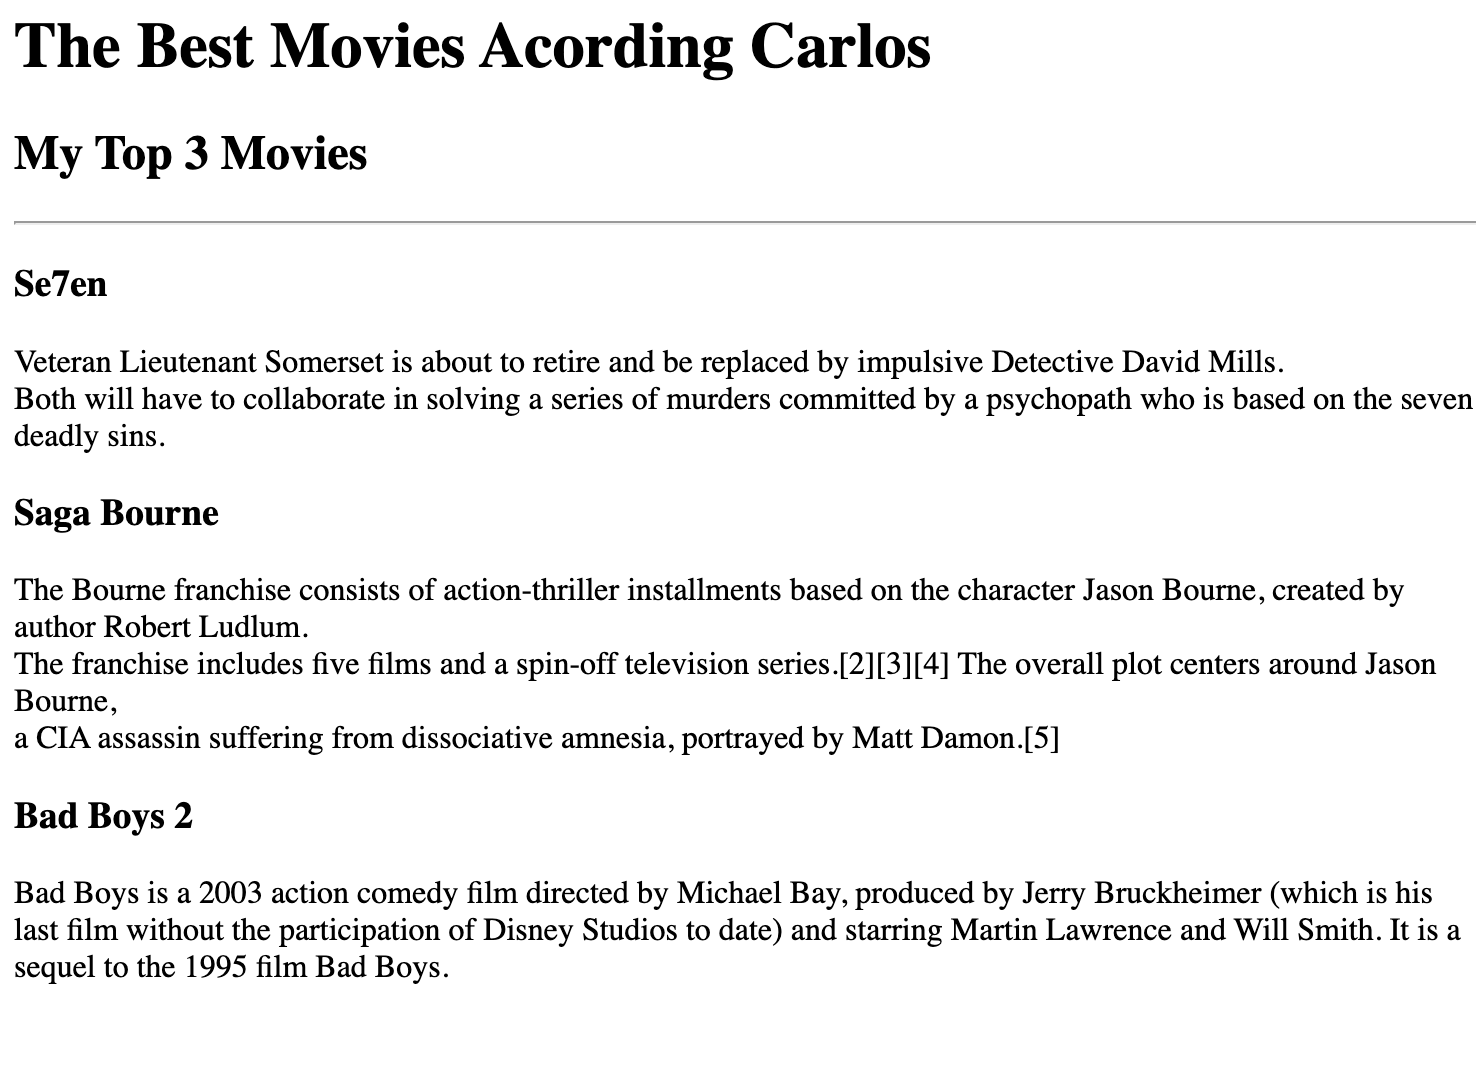 The Best Movies Acording Carlos
My Top 3 Movies
Se7en
Veteran Lieutenant Somerset is about to retire and be replaced by impulsive Detective David Mills.
Both will have to collaborate in solving a series of murders committed by a psychopath who is based on the seven
deadly sins.
Saga Bourne
The Bourne franchise consists of action-thriller installments based on the character Jason Bourne, created by
author Robert Ludlum.
The franchise includes five films and a spin-off television series.[2][3][4] The overall plot centers around Jason
Bourne,
a CIA assassin suffering from dissociative amnesia, portrayed by Matt Damon.[5]
Bad Boys 2
Bad Boys is a 2003 action comedy film directed by Michael Bay, produced by Jerry Bruckheimer (which is his
last film without the participation of Disney Studios to date) and starring Martin Lawrence and Will Smith. It is a
sequel to the 1995 film Bad Boys.